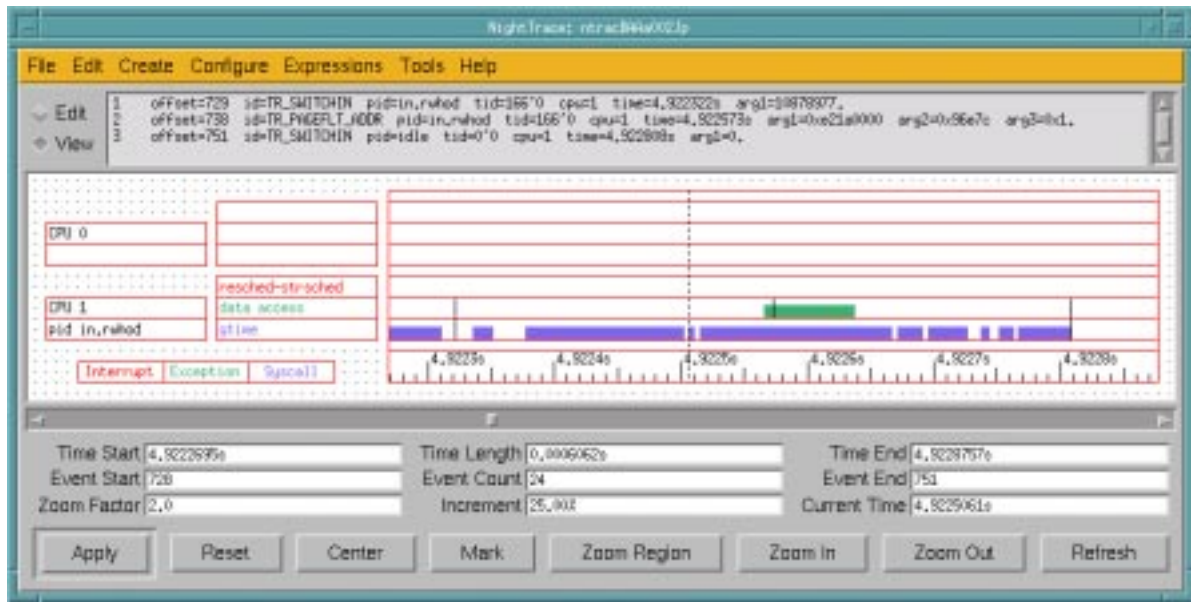 File Edit Create Configure Expressions Tools Help
Edit
View
1 offset=729 id=TR_SWITCHIN pid=in.rwhod tid=166'0 cpu=1 time=4.922322s arg1=10878977.
2 offset=738 id=TR_PAGEFLT_ADDR pid=in.rwhod tid=166'0 cpu=1 time=4.922573s arg1=0xe21a0000 arg2=0x96e7c arg3=0x1.
3 offset=751 id=TR_SWITCHIN pid=idle tid=0'0 cpu=1 time=4.922808s arg1=0.
CPU 0
resched-str-sched
CPU 1 data access
pid in.rwhod
4.9223s 4.9224s 4.9225s 4.9226s 4.9227s 4.9228s
Interrupt Exception Syscall
Time Start 4.9222695s Time Length 0.0006062s Time End 4.9228757s
Event Start 728 Event Count 24 Event End 751
Zoom Factor 2.0 Increment 25.00% Current Time 4.9225061s
Apply Reset Center Mark Zoom Region Zoom In Zoom Out Refresh